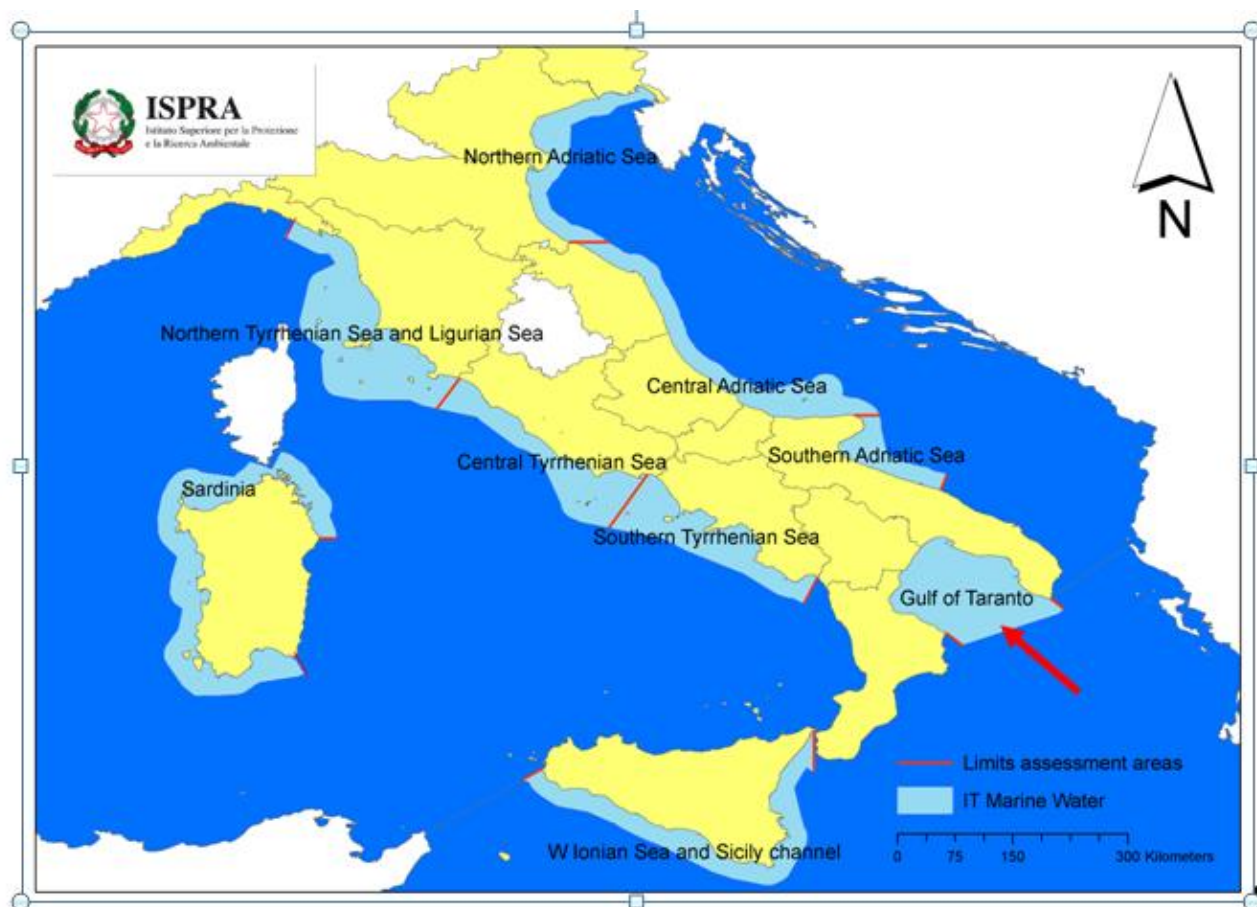 ISPRA
Istituto Superiore per la Protezione
e la Ricerca Ambientale
Northern Adriatic Sea
N
Northern Tyrrhenian Sea and Ligurian Sea
Central Adriatic Sea
Southern Adriatic Sea
Central Tyrrhenian Sea
Sardinia
Southern Tyrrhenian Sea
Gulf of Taranto
Limits assessment areas
IT Marine Water
W Ionian Sea and Sicily channel
0 75 150 300 Kilometers